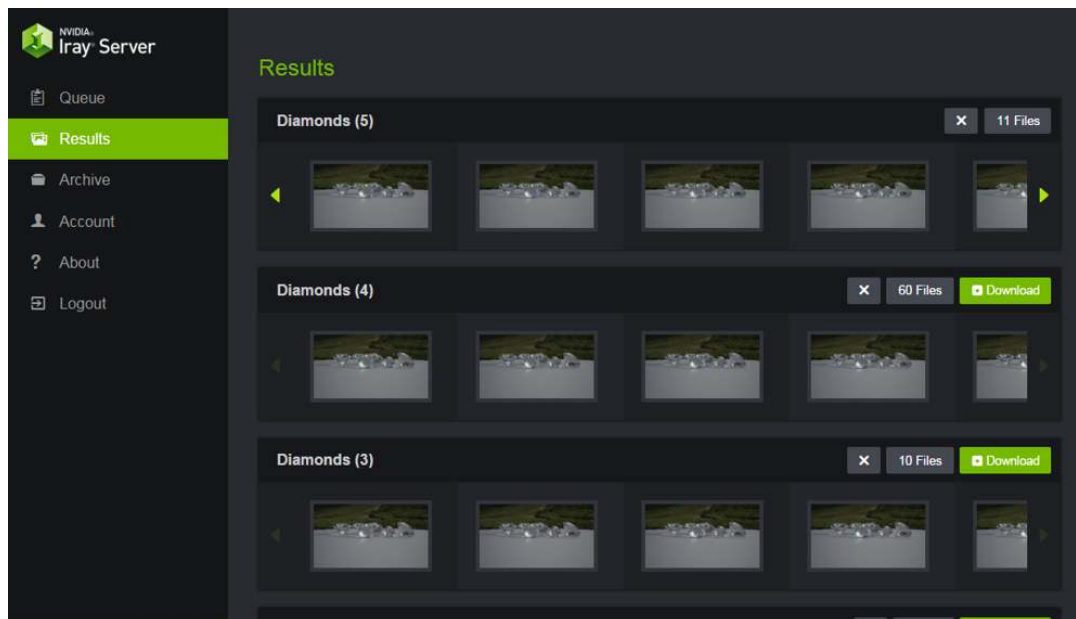 NVIDIA®
Iray® Server
Queue
Results
Archive
Account
? About
Logout
Results
Diamonds (5)
× 11 Files
Diamonds (4)
× 60 Files Download
Diamonds (3)
× 10 Files Download